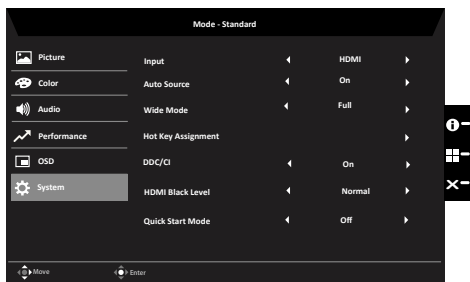 Mode - Standard
Picture
Color
Audio
Performance
OSD
System
Input HDMI
Auto Source On
Wide Mode Full
Hot Key Assignment
DDC/CI On
HDMI Black Level Normal
Quick Start Mode Off
Move Enter